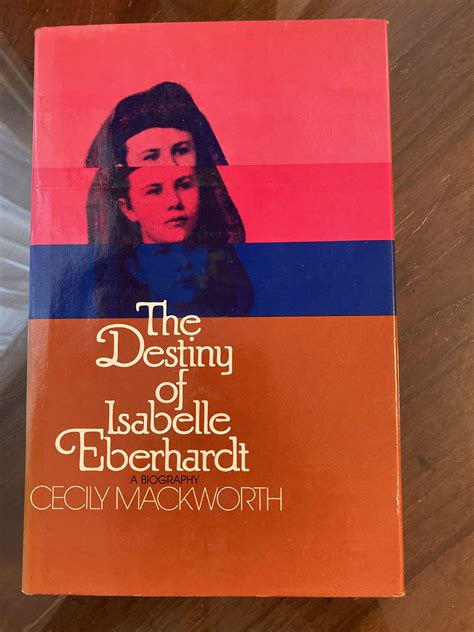 The
Destiny
of
Isabelle
Eberhardt
A BIOGRAPHY
CECILY MACKWORTH